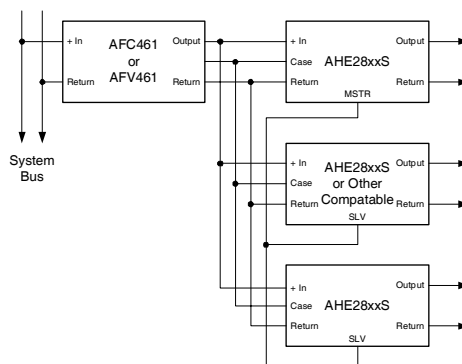 AFC461
or
AFV461
+ In
Return
Output
Return
System
Bus
+ In
Case
Return
AHE28xxS
MSTR
Output
Return
+ In
Case
Return
AHE28xxS
or Other
Compatable
SLV
Output
Return
+ In
Case
Return
AHE28xxS
SLV
Output
Return